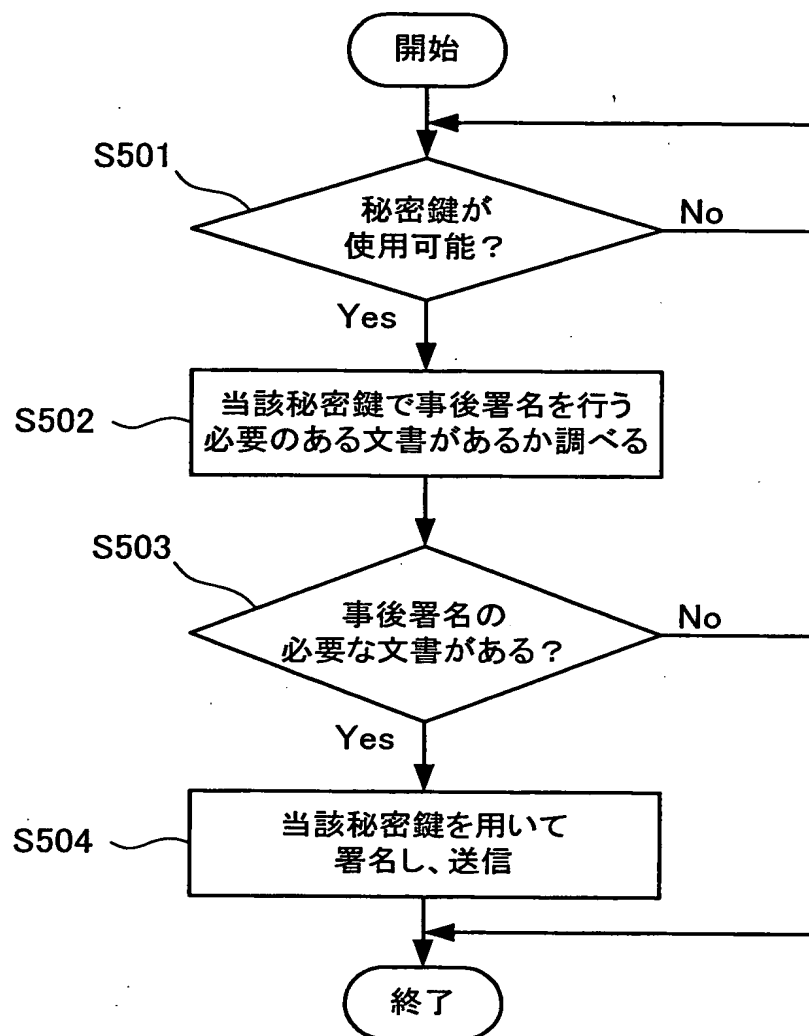 開始
S501
秘密鍵が
使用可能?
No
Yes
S502
当該秘密鍵で事後署名を行う
必要のある文書があるか調べる
S503
事後署名の
必要な文書がある?
No
Yes
S504
当該秘密鍵を用いて
署名し、送信
終了